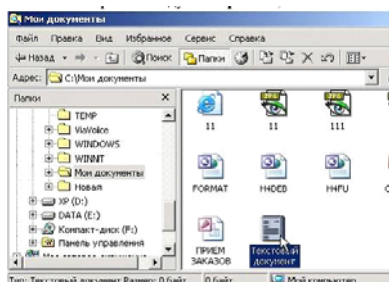 Мои документы
Файл Правка Вид Избранное Сервис Справка
Назад Поиск Папки
Адрес: C:\Мои документы
Папки
TEMP
ViaVoice
WINDOWS
WINNT
Мои документы
Новая
XP (D:)
DATA (E:)
Компакт-диск (F:)
Панель управления
11 11 111
FORMAT H4DEB H4FU
ПРИЕМ ЗАКАЗОВ
Текстовый документ
Тип: Текстовый документ Размер: 0 байт 0 байт Мой компьютер